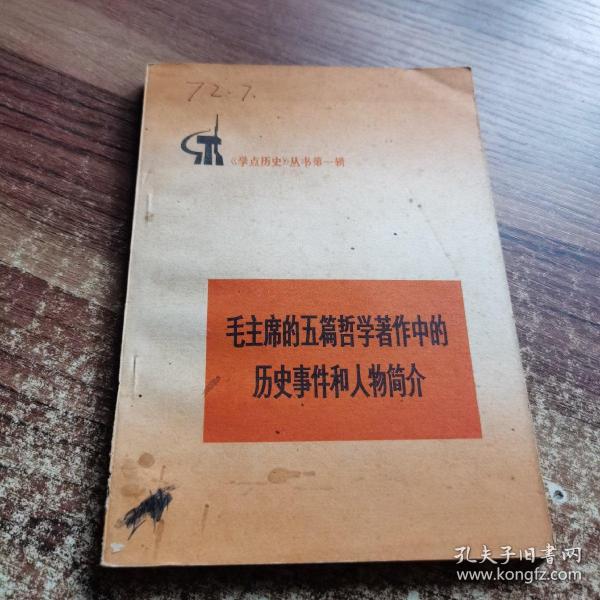 72.7.
《学点历史》丛书第一辑
毛主席的五篇哲学著作中的
历史事件和人物简介
孔夫子旧书网
www.kongfz.com